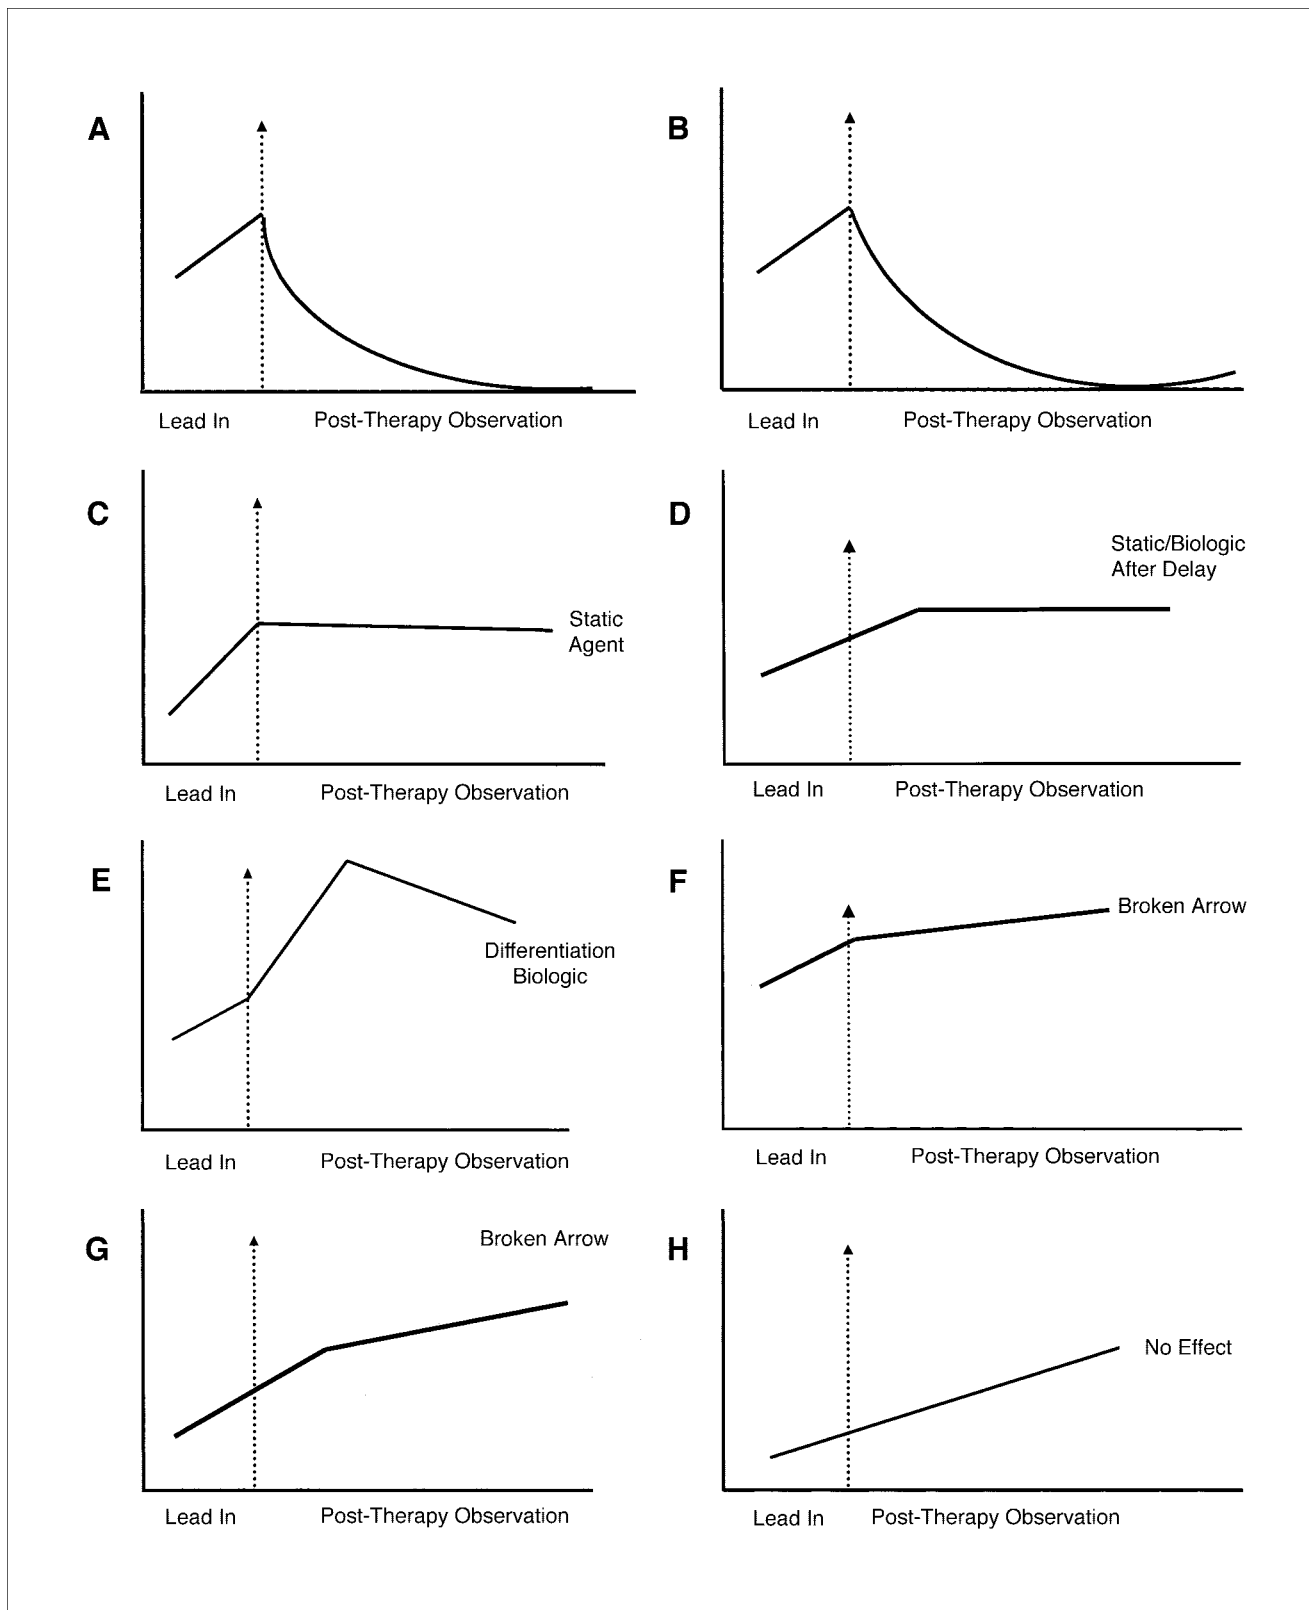 A
B
Lead In
Post-Therapy Observation
Lead In
Post-Therapy Observation
C
Static
Agent
D
Static/Biologic
After Delay
Lead In
Post-Therapy Observation
Lead In
Post-Therapy Observation
E
Differentiation
Biologic
F
Broken Arrow
Lead In
Post-Therapy Observation
Lead In
Post-Therapy Observation
G
Broken Arrow
H
No Effect
Lead In
Post-Therapy Observation
Lead In
Post-Therapy Observation